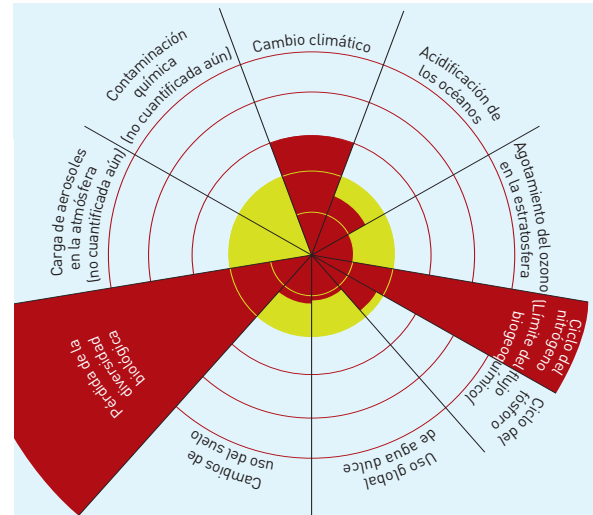 Cambio climático
Acidificación de
los océanos
Agotamiento del ozono
en la estratosfera
Ciclo del
nitrógeno
(Límite del flujo
biogeoquímico)
Ciclo del
fósforo
Uso global
de agua dulce
Cambios de
uso del suelo
Pérdida de la
diversidad
biológica
Carga de aerosoles
en la atmósfera
(no cuantificada aún)
Contaminación
química
(no cuantificada aún)